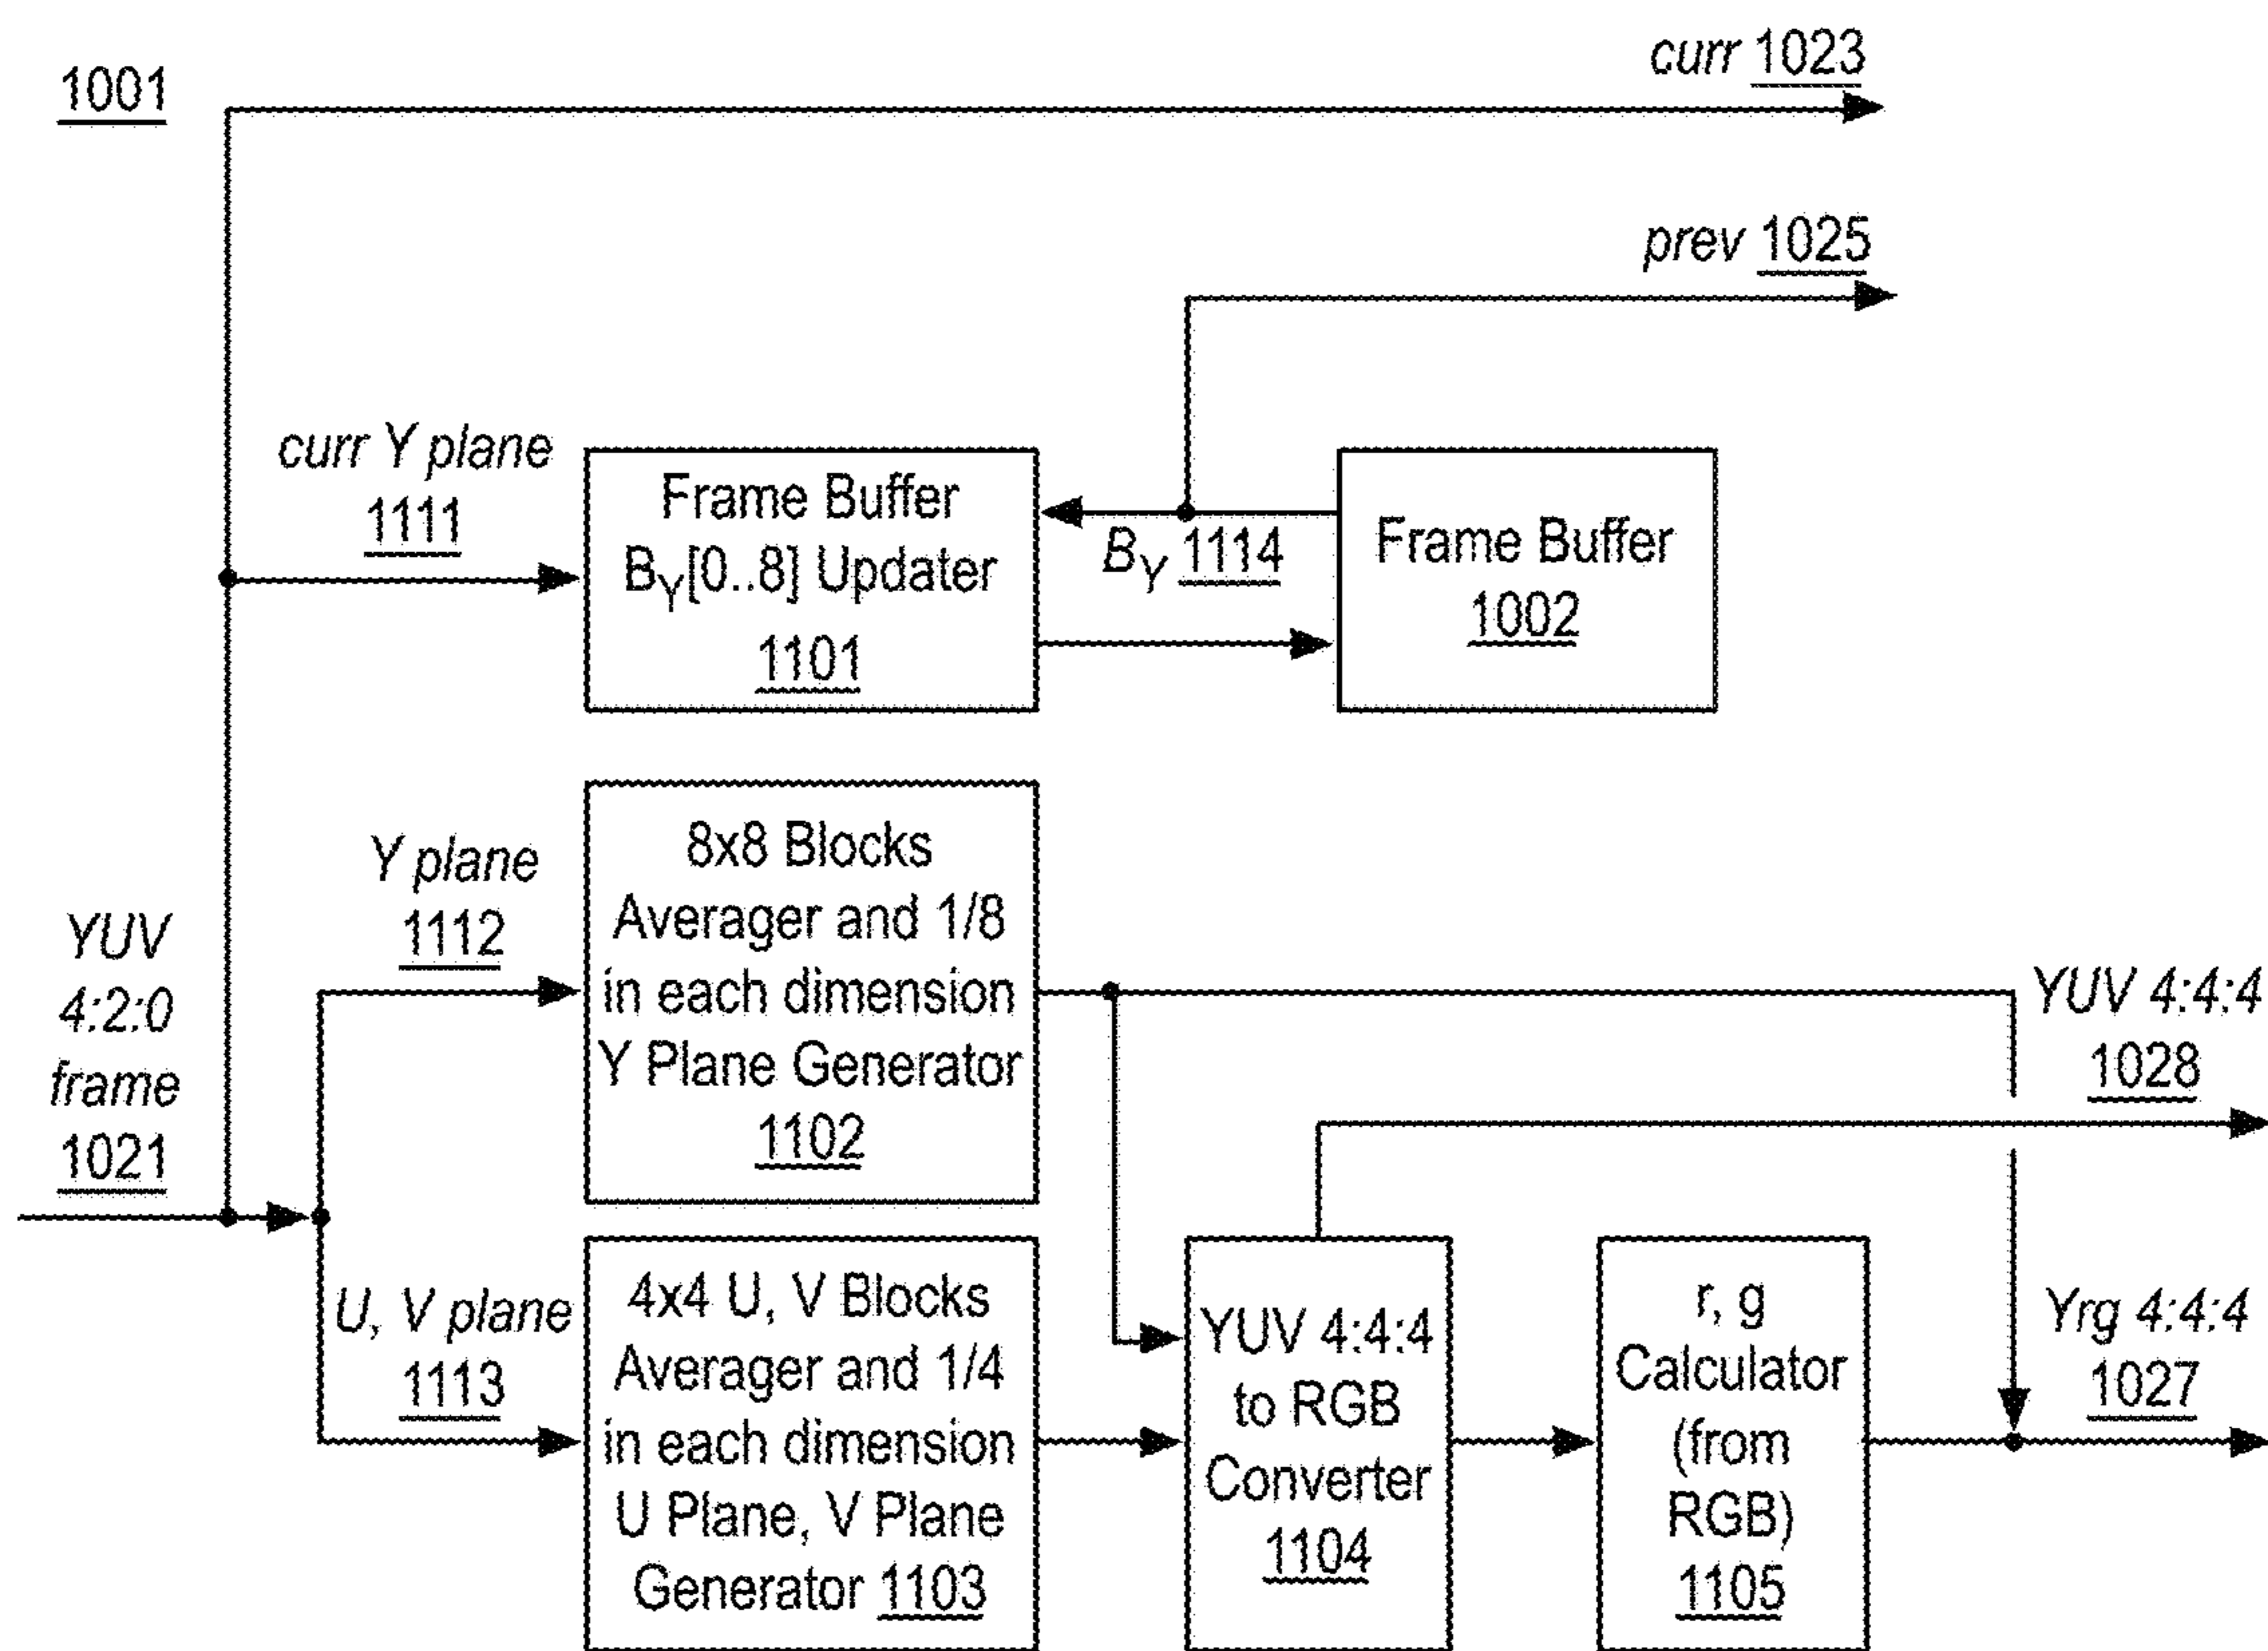 1001
curr 1023
prev 1025
curr Y plane
1111
Frame Buffer
BY[0..8] Updater
1101
BY 1114
Frame Buffer
1002
YUV
4:2:0
frame
1021
Y plane
1112
8x8 Blocks
Averager and 1/8
in each dimension
Y Plane Generator
1102
YUV 4:4:4
1028
U, V plane
1113
4x4 U, V Blocks
Averager and 1/4
in each dimension
U Plane, V Plane
Generator 1103
YUV 4:4:4
to RGB
Converter
1104
r, g
Calculator
(from
RGB)
1105
Yrg 4:4:4
1027